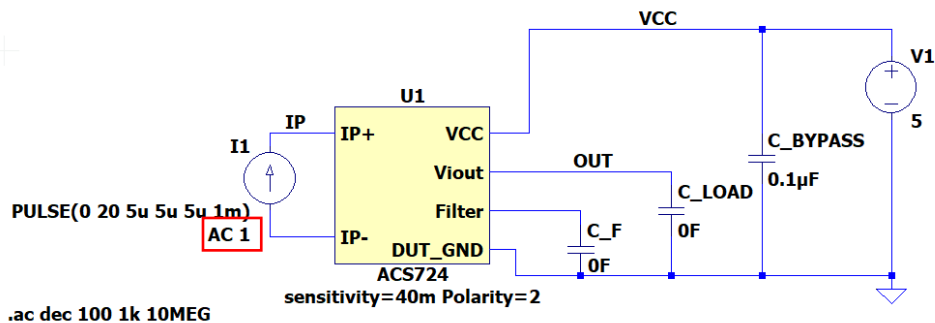 VCC
V1
U1
IP
IP+
VCC
I1
C_BYPASS
OUT
Viout
0.1µF
5
C_LOAD
PULSE(0 20 5u 5u 5u 1m)
Filter
0F
AC 1
IP-
C_F
DUT_GND
0F
ACS724
sensitivity=40m Polarity=2
.ac dec 100 1k 10MEG